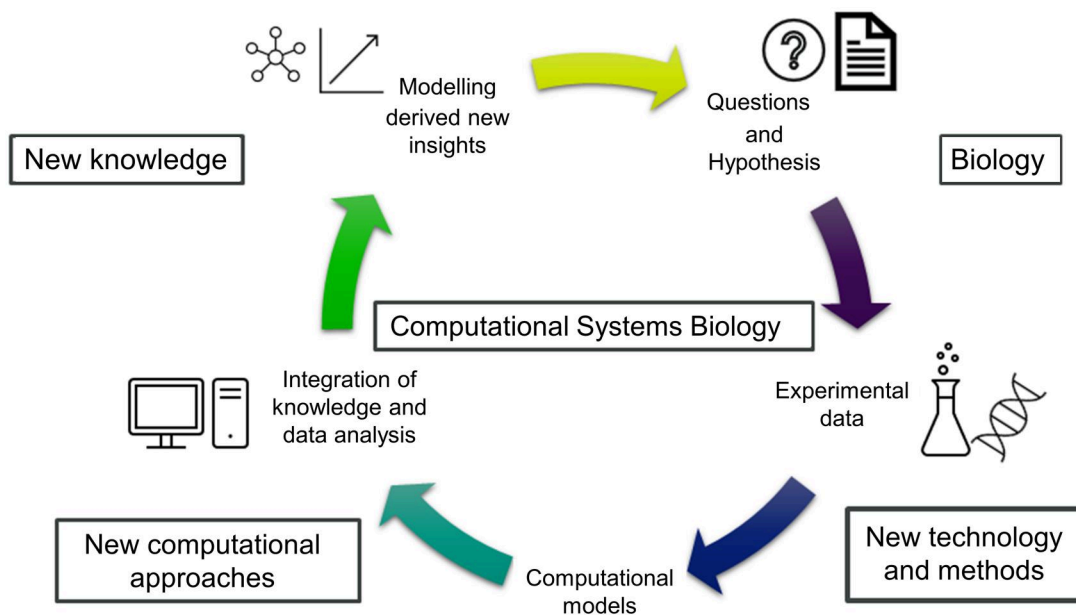 Modelling
derived new
insights
?
Questions
and
Hypothesis
New knowledge
Biology
Computational Systems Biology
Integration of
knowledge and
data analysis
Experimental
data
New computational
approaches
Computational
models
New technology
and methods